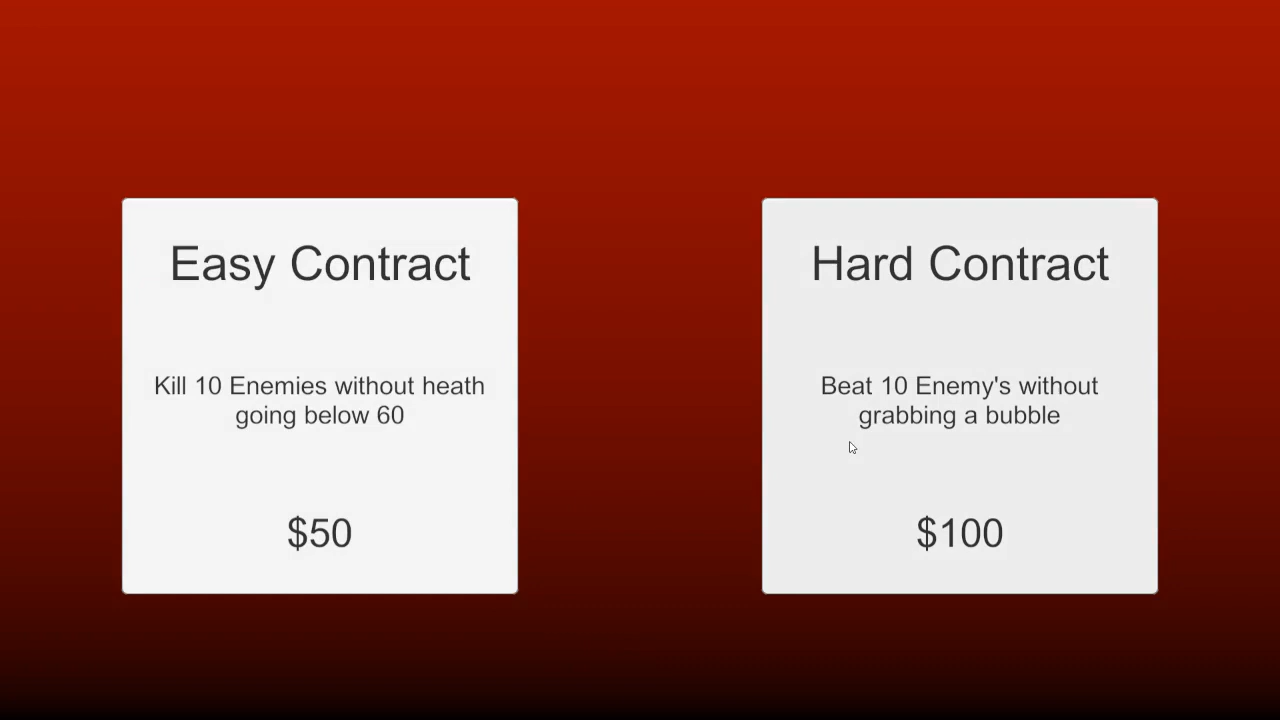 Easy Contract
Kill 10 Enemies without heath
going below 60
$50
Hard Contract
Beat 10 Enemy's without
grabbing a bubble
$100